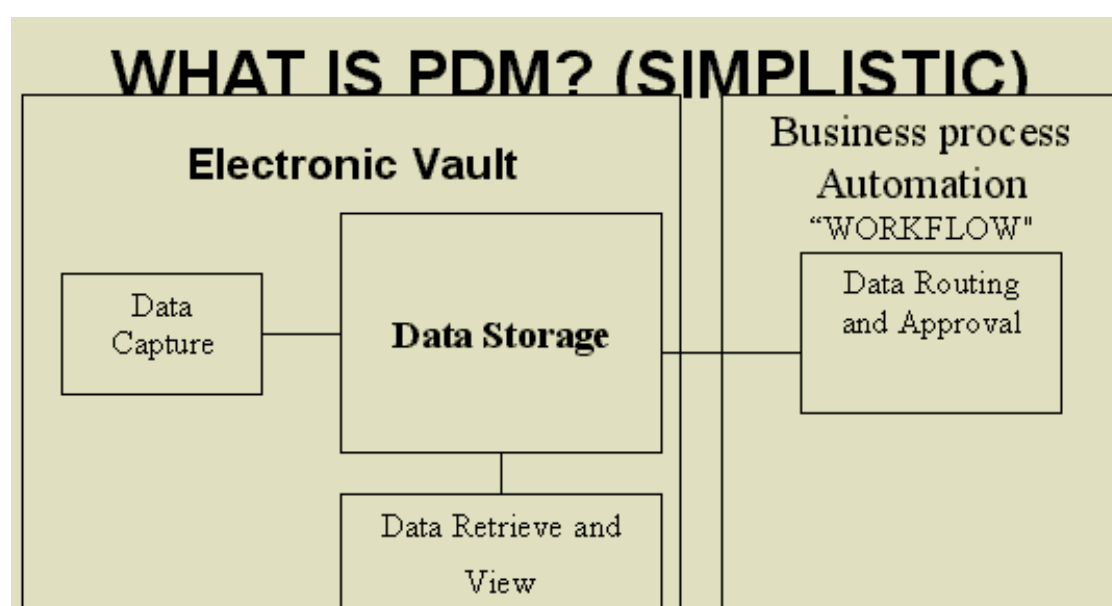 WHAT IS PDM? (SIMPLISTIC)
Electronic Vault
Data
Capture
Data Storage
Data Retrieve and
View
Business process
Automation
“WORKFLOW"
Data Routing
and Approval